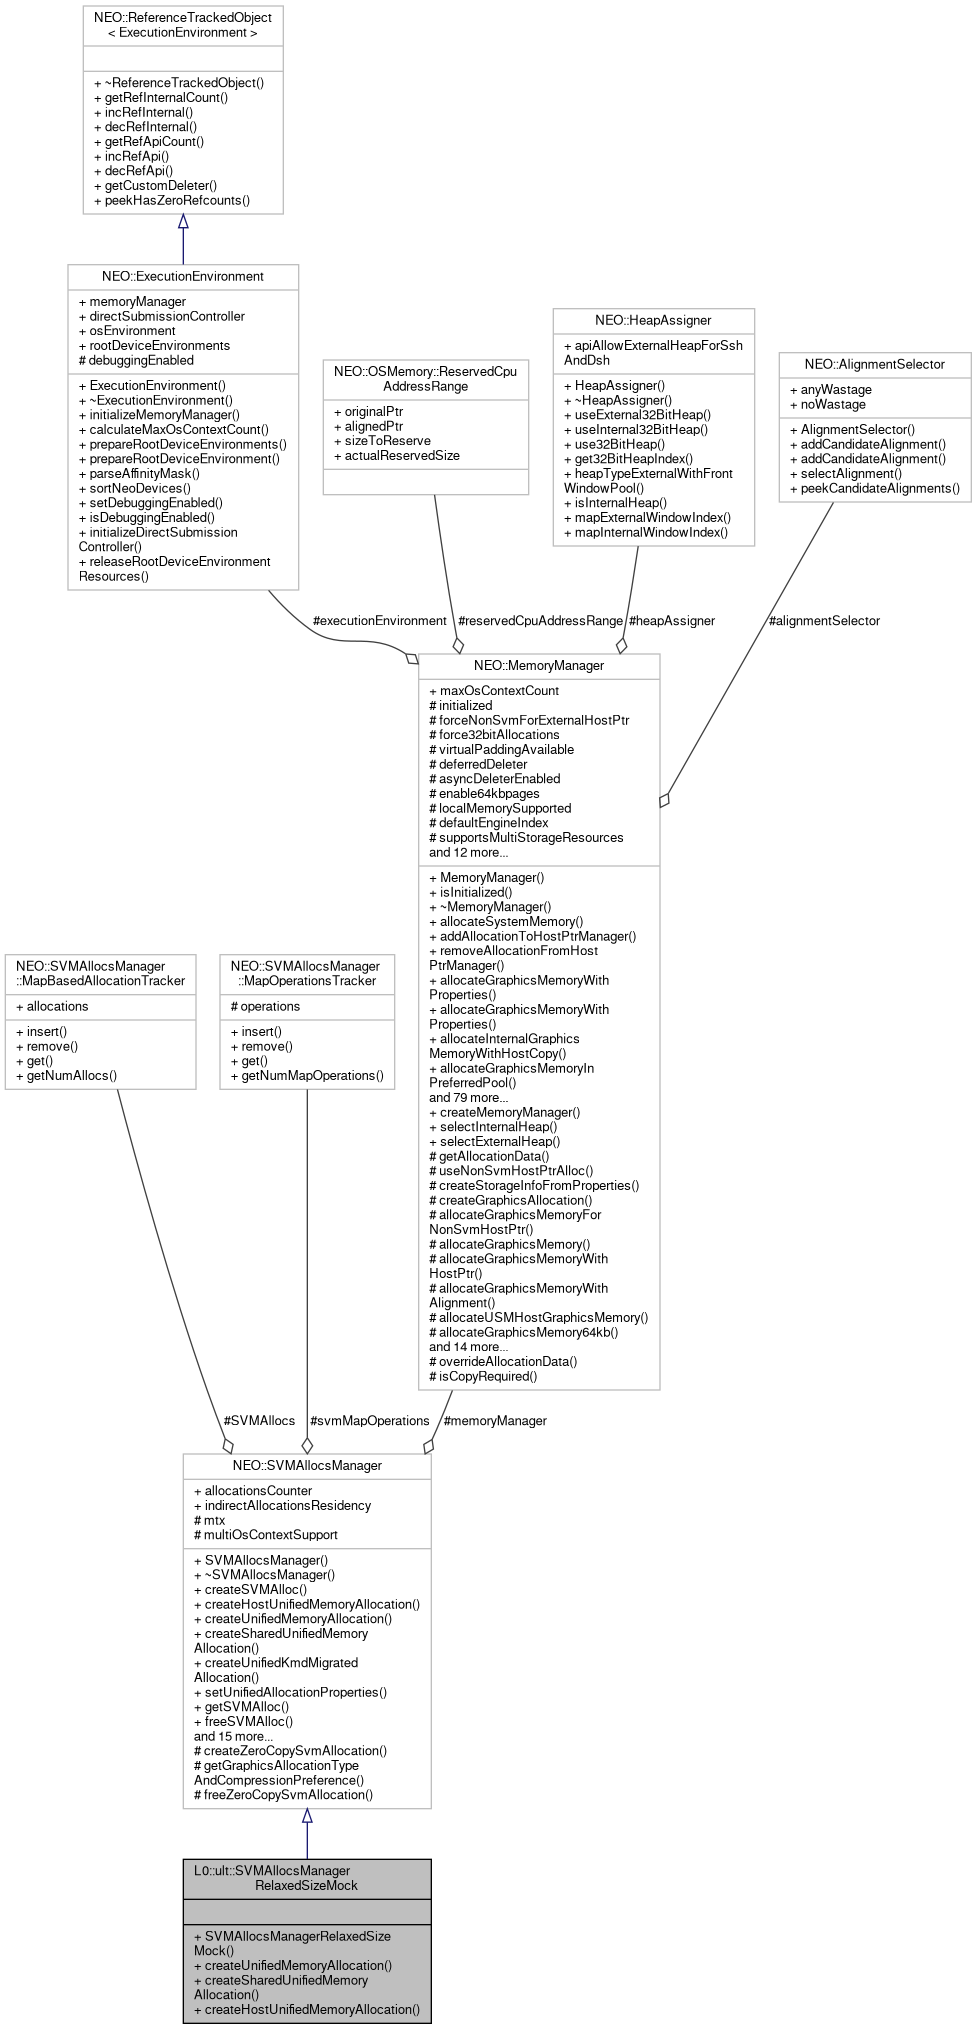 NEO::ReferenceTrackedObject
< ExecutionEnvironment >
+ ~ReferenceTrackedObject()
+ getRefInternalCount()
+ incRefInternal()
+ decRefInternal()
+ getRefApiCount()
+ incRefApi()
+ decRefApi()
+ getCustomDeleter()
+ peekHasZeroRefcounts()
NEO::ExecutionEnvironment
+ memoryManager
+ directSubmissionController
+ osEnvironment
+ rootDeviceEnvironments
# debuggingEnabled
+ ExecutionEnvironment()
+ ~ExecutionEnvironment()
+ initializeMemoryManager()
+ calculateMaxOsContextCount()
+ prepareRootDeviceEnvironments()
+ prepareRootDeviceEnvironment()
+ parseAffinityMask()
+ sortNeoDevices()
+ setDebuggingEnabled()
+ isDebuggingEnabled()
+ initializeDirectSubmission
Controller()
+ releaseRootDeviceEnvironment
Resources()
NEO::OSMemory::ReservedCpu
AddressRange
+ originalPtr
+ alignedPtr
+ sizeToReserve
+ actualReservedSize
NEO::HeapAssigner
+ apiAllowExternalHeapForSsh
AndDsh
+ HeapAssigner()
+ ~HeapAssigner()
+ useExternal32BitHeap()
+ useInternal32BitHeap()
+ use32BitHeap()
+ get32BitHeapIndex()
+ heapTypeExternalWithFront
WindowPool()
+ isInternalHeap()
+ mapExternalWindowIndex()
+ mapInternalWindowIndex()
NEO::AlignmentSelector
+ anyWastage
+ noWastage
+ AlignmentSelector()
+ addCandidateAlignment()
+ addCandidateAlignment()
+ selectAlignment()
+ peekCandidateAlignments()
#executionEnvironment
#reservedCpuAddressRange
#heapAssigner
#alignmentSelector
NEO::MemoryManager
+ maxOsContextCount
# initialized
# forceNonSvmForExternalHostPtr
# force32bitAllocations
# virtualPaddingAvailable
# deferredDeleter
# asyncDeleterEnabled
# enable64kbpages
# localMemorySupported
# defaultEngineIndex
# supportsMultiStorageResources
and 12 more...
+ MemoryManager()
+ isInitialized()
+ ~MemoryManager()
+ allocateSystemMemory()
+ addAllocationToHostPtrManager()
+ removeAllocationFromHost
PtrManager()
+ allocateGraphicsMemoryWith
Properties()
+ allocateGraphicsMemoryWith
Properties()
+ allocateInternalGraphics
MemoryWithHostCopy()
+ allocateGraphicsMemoryIn
PreferredPool()
and 79 more...
+ createMemoryManager()
+ selectInternalHeap()
+ selectExternalHeap()
# getAllocationData()
# useNonSvmHostPtrAlloc()
# createStorageInfoFromProperties()
# createGraphicsAllocation()
# allocateGraphicsMemoryFor
NonSvmHostPtr()
# allocateGraphicsMemory()
# allocateGraphicsMemoryWith
HostPtr()
# allocateGraphicsMemoryWith
Alignment()
# allocateUSMHostGraphicsMemory()
# allocateGraphicsMemory64kb()
and 14 more...
# overrideAllocationData()
# isCopyRequired()
NEO::SVMAllocsManager
::MapBasedAllocationTracker
+ allocations
+ insert()
+ remove()
+ get()
+ getNumAllocs()
NEO::SVMAllocsManager
::MapOperationsTracker
# operations
+ insert()
+ remove()
+ get()
+ getNumMapOperations()
#SVMAllocs
#svmMapOperations
#memoryManager
NEO::SVMAllocsManager
+ allocationsCounter
+ indirectAllocationsResidency
# mtx
# multiOsContextSupport
+ SVMAllocsManager()
+ ~SVMAllocsManager()
+ createSVMAlloc()
+ createHostUnifiedMemoryAllocation()
+ createUnifiedMemoryAllocation()
+ createSharedUnifiedMemory
Allocation()
+ createUnifiedKmdMigrated
Allocation()
+ setUnifiedAllocationProperties()
+ getSVMAlloc()
+ freeSVMAlloc()
and 15 more...
# createZeroCopySvmAllocation()
# getGraphicsAllocationType
AndCompressionPreference()
# freeZeroCopySvmAllocation()
L0::ult::SVMAllocsManager
RelaxedSizeMock
+ SVMAllocsManagerRelaxedSize
Mock()
+ createUnifiedMemoryAllocation()
+ createSharedUnifiedMemory
Allocation()
+ createHostUnifiedMemoryAllocation()